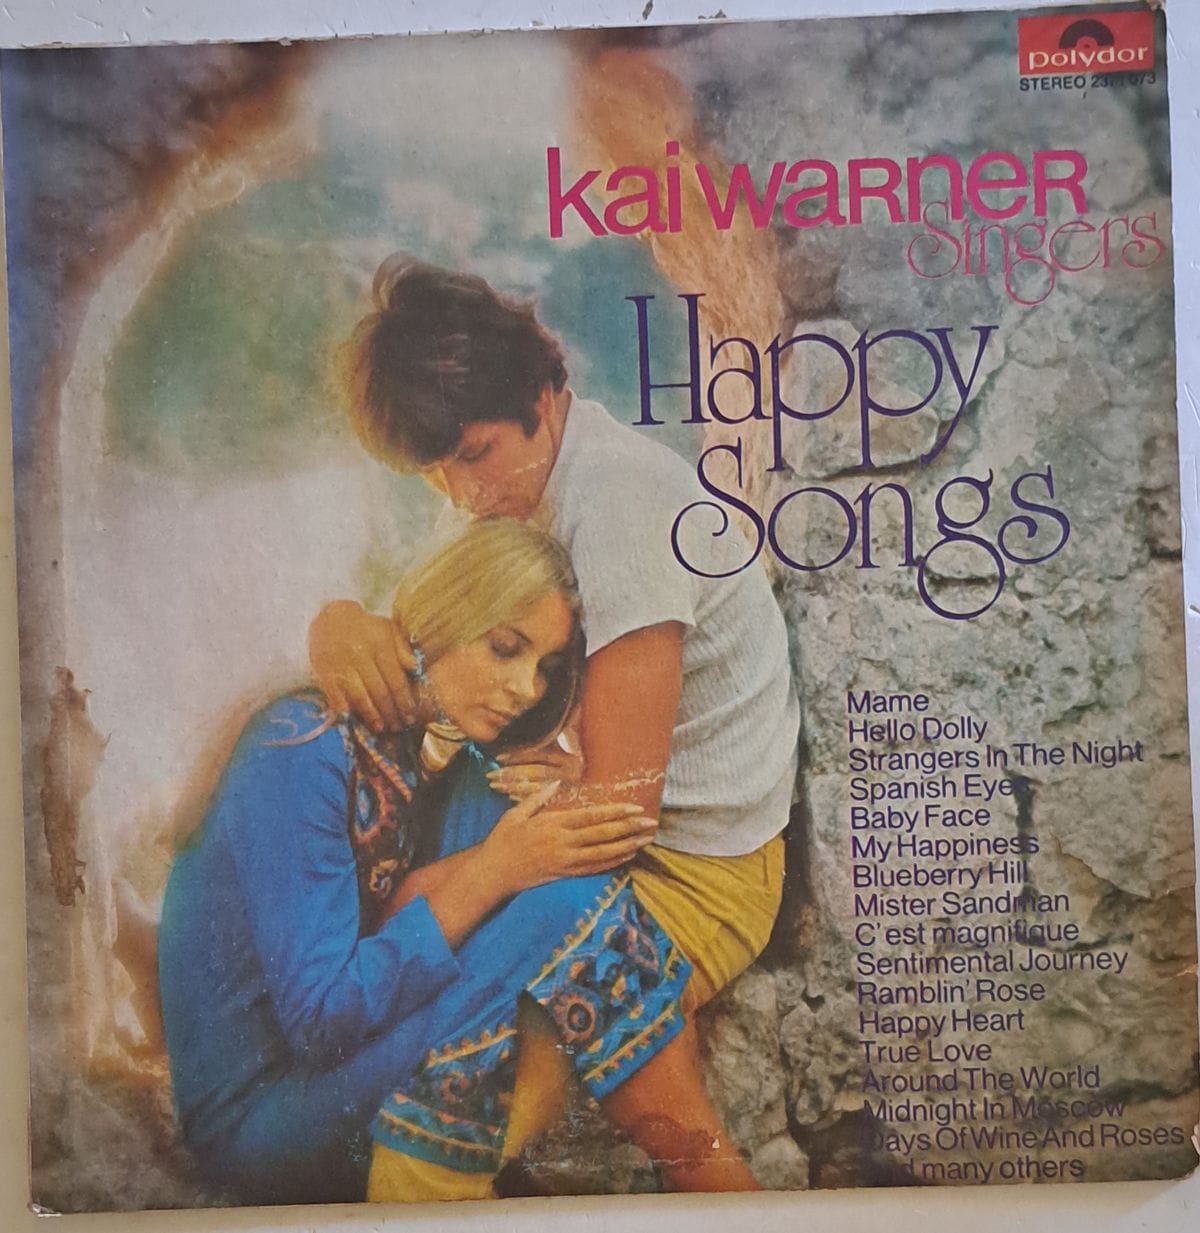 polydor
STEREO
kai warner
Singers
Happy
Songs
Mame
Hello Dolly
Strangers In The Night
Spanish Eyes
Baby Face
My Happiness
Blueberry Hill
Mister Sandman
C'est magnifique
Sentimental Journey
Ramblin' Rose
Happy Heart
True Love
Around The World
Midnight In Moscow
Days Of Wine And Roses
and many others